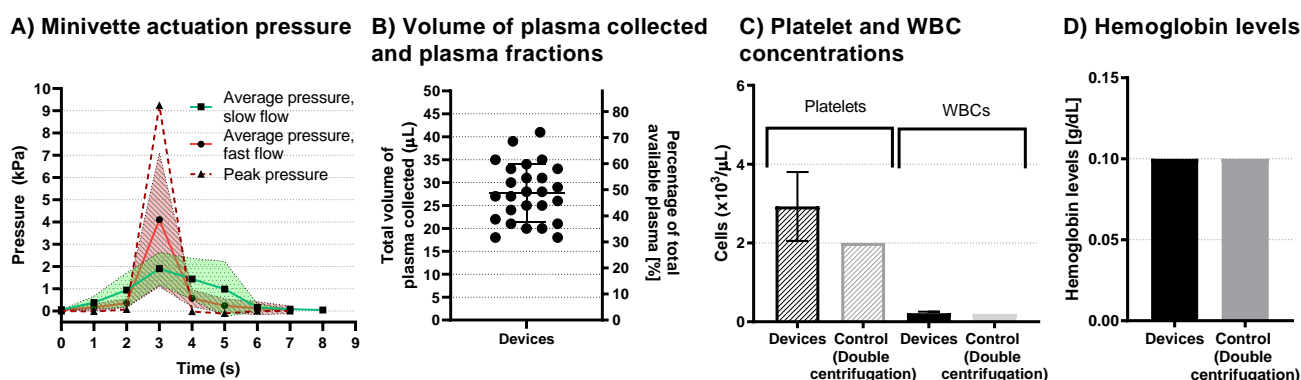 A) Minivette actuation pressure
Pressure (kPa)
10
9
8
7
6
5
4
3
2
1
0
0 1 2 3 4 5 6 7 8 9
Time (s)
Average pressure,
slow flow
Average pressure,
fast flow
Peak pressure
B) Volume of plasma collected
and plasma fractions
Total volume of
plasma collected (µL)
50
45
40
35
30
25
20
15
10
5
0
Devices
80
70
60
50
40
30
20
10
0
Percentage of total
available plasma [%]
C) Platelet and WBC
concentrations
Cells (x10³/µL)
6
4
2
0
Platelets
WBCs
Devices
Control
(Double
centrifugation)
Devices
Control
(Double
centrifugation)
D) Hemoglobin levels
Hemoglobin levels [g/dL]
0.15
0.10
0.05
0.00
Devices
Control
(Double
centrifugation)